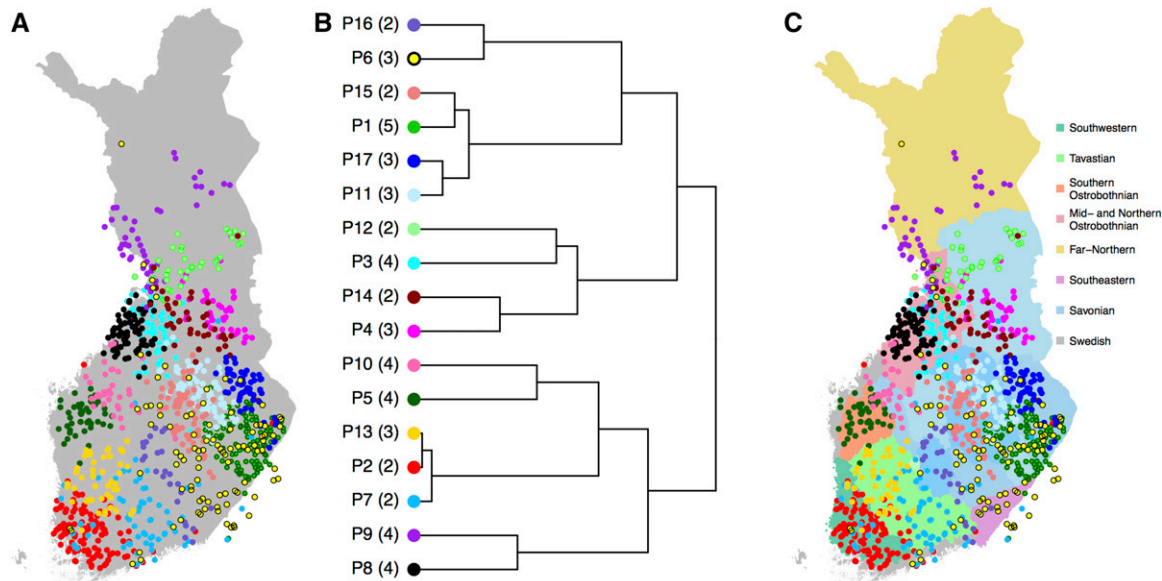 A
B
P16 (2)
P6 (3)
P15 (2)
P1 (5)
P17 (3)
P11 (3)
P12 (2)
P3 (4)
P14 (2)
P4 (3)
P10 (4)
P5 (4)
P13 (3)
P2 (2)
P7 (2)
P9 (4)
P8 (4)
C
Southwestern
Tavastian
Southern
Ostrobothnian
Mid− and Northern
Ostrobothnian
Far−Northern
Southeastern
Savonian
Swedish